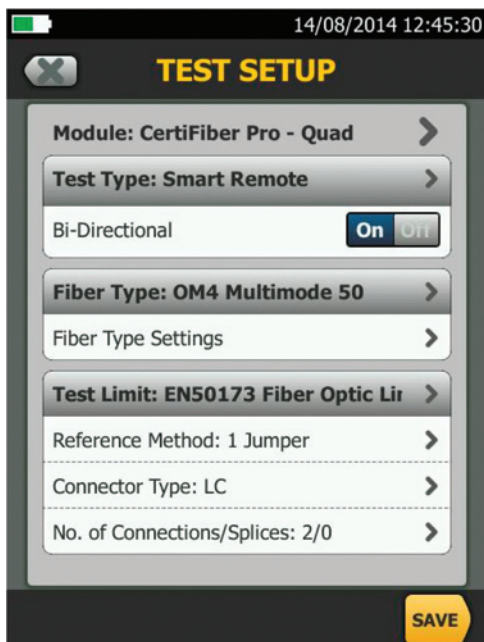 14/08/2014 12:45:30
TEST SETUP
Module: CertiFiber Pro - Quad
Test Type: Smart Remote
Bi-Directional
On Off
Fiber Type: OM4 Multimode 50
Fiber Type Settings
Test Limit: EN50173 Fiber Optic Lin
Reference Method: 1 Jumper
Connector Type: LC
No. of Connections/Splices: 2/0
SAVE